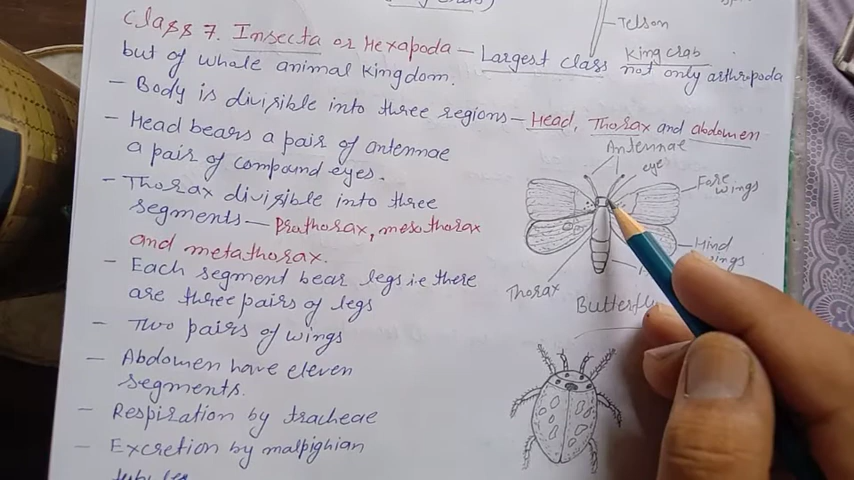 Telson
King crab
Class 7. Insecta or Hexapoda – Largest class not only arthropoda
but of whole animal kingdom.
– Body is divisible into three regions – Head, Thorax and abdomen
– Head bears a pair of antennae
a pair of compound eyes.
– Thorax divisible into three
segments – Prothorax, mesothorax
and metathorax.
– Each segment bear legs i.e there
are three pairs of legs
– Two pairs of wings
– Abdomen have eleven
segments.
– Respiration by tracheae
– Excretion by malpighian
tubules
Antennae
eye
Fore
wings
Hind
wings
Thorax
Butterfly